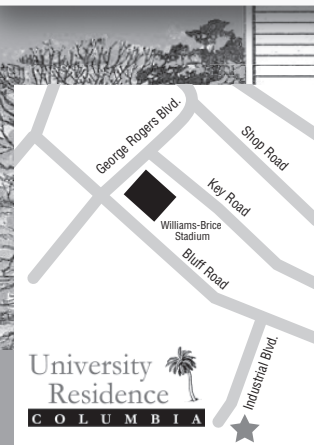 George Rogers Blvd.
Shop Road
Key Road
Williams-Brice
Stadium
Bluff Road
Industrial Blvd.
University
Residence
COLUMBIA